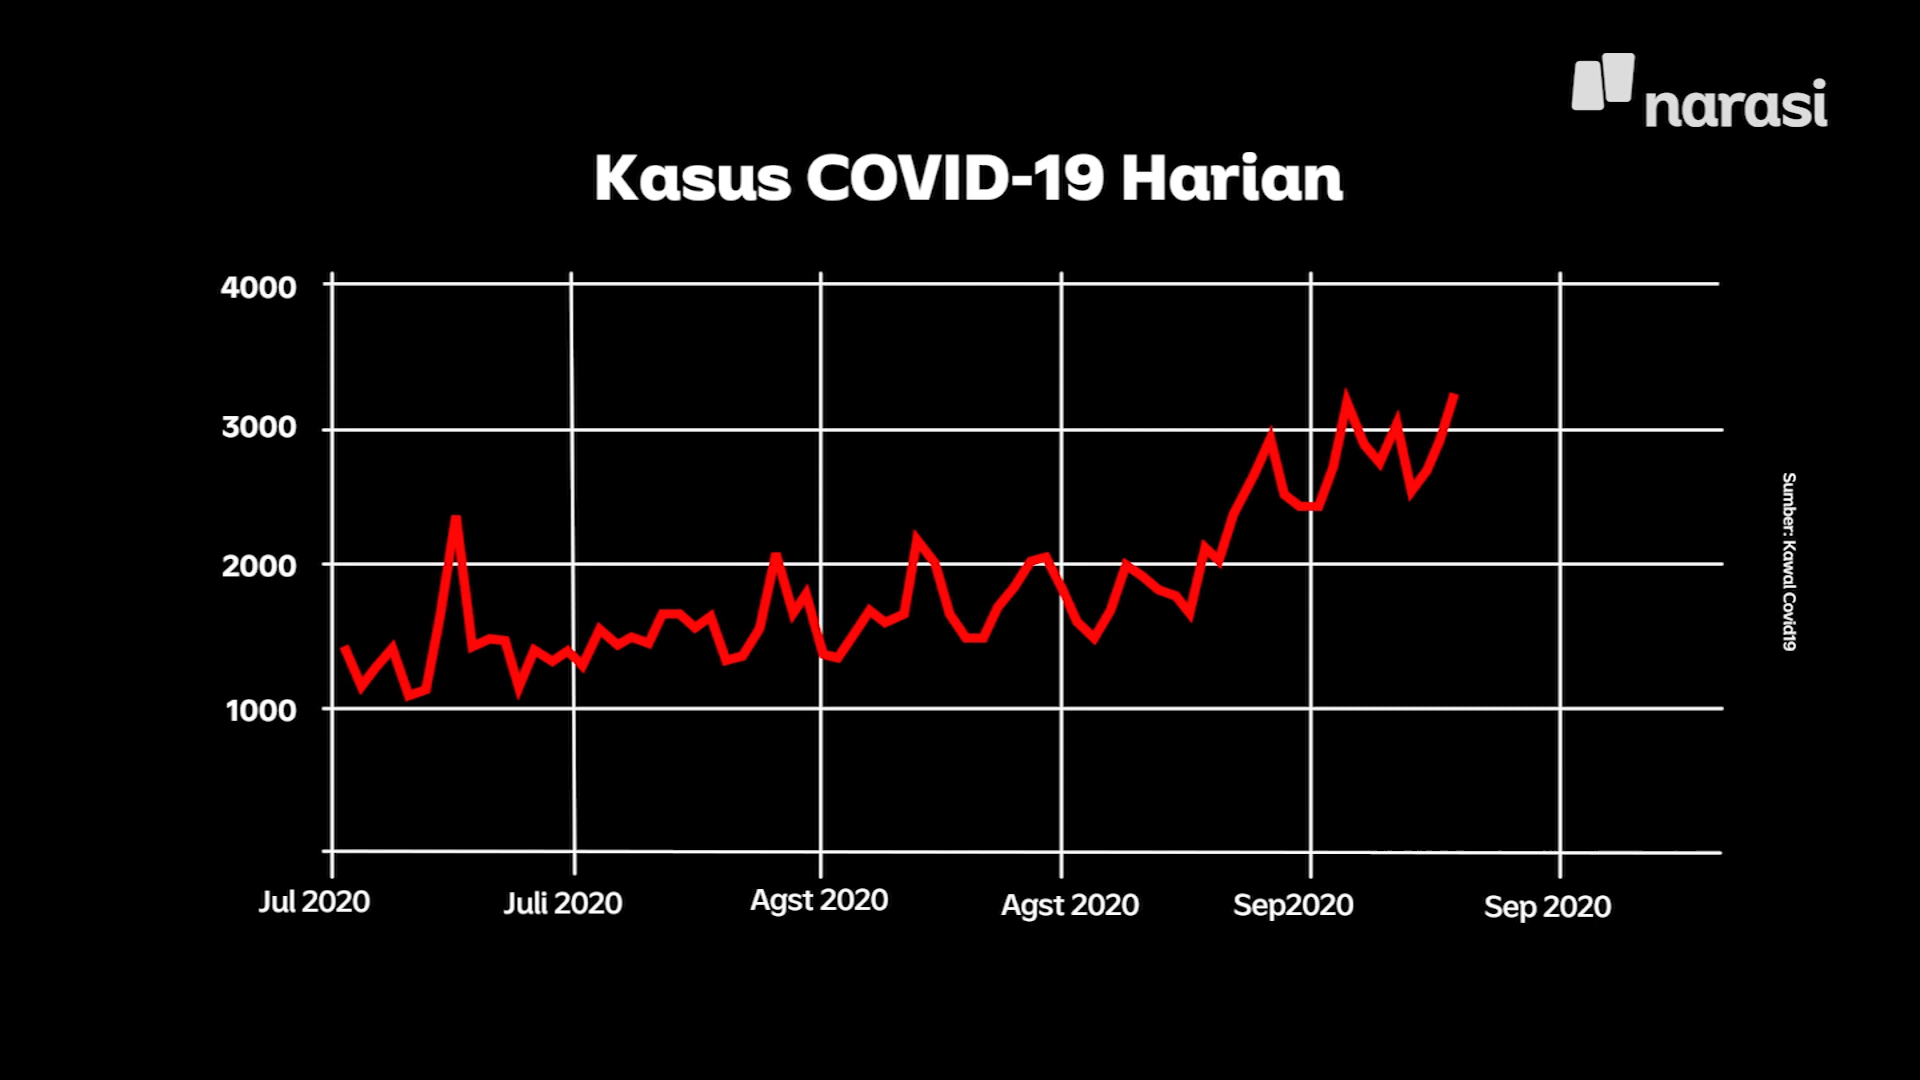 narasi
Kasus COVID-19 Harian
4000
3000
2000
1000
Jul 2020
Juli 2020
Agst 2020
Agst 2020
Sep2020
Sep 2020
Sumber: Kawal Covid19